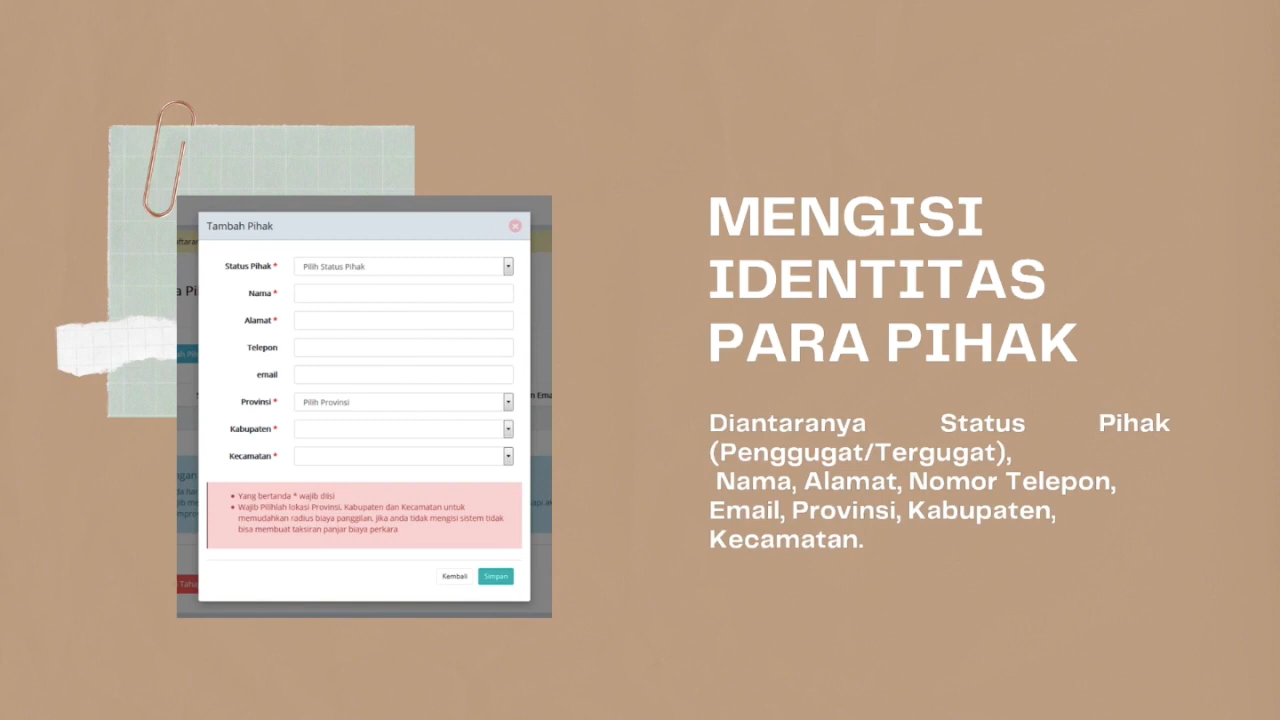 Tambah Pihak
Status Pihak * Pilih Status Pihak
Nama *
Alamat *
Telepon
email
Provinsi * Pilih Provinsi
Kabupaten *
Kecamatan *
Yang bertanda * wajib diisi
Wajib Pilihlah lokasi Provinsi, Kabupaten dan Kecamatan untuk
memudahkan radius biaya panggilan, jika anda tidak mengisi sistem tidak
bisa membuat taksiran panjar biaya perkara
Kembali Simpan
MENGISI
IDENTITAS
PARA PIHAK
Diantaranya Status Pihak
(Penggugat/Tergugat),
Nama, Alamat, Nomor Telepon,
Email, Provinsi, Kabupaten,
Kecamatan.